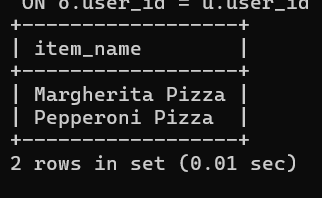 ON o.user_id = u.user_id
+------------------+
| item_name        |
+------------------+
| Margherita Pizza |
| Pepperoni Pizza  |
+------------------+
2 rows in set (0.01 sec)